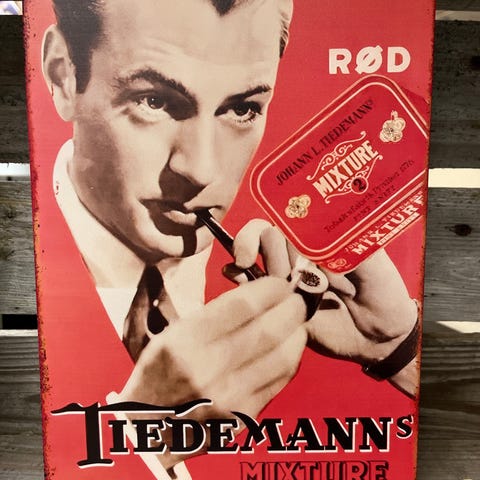 RØD
JOHANN L. TIEDEMANNS
MIXTURE
2
MIXTURE
TIEDEMANNS
MIXTURE